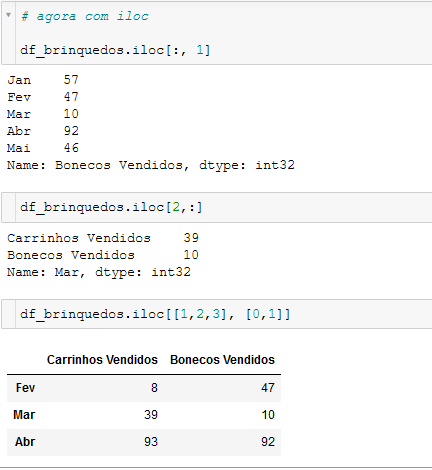 # agora com iloc
df_brinquedos.iloc[:, 1]
Jan    57
Fev    47
Mar    10
Abr    92
Mai    46
Name: Bonecos Vendidos, dtype: int32
df_brinquedos.iloc[2,:]
Carrinhos Vendidos    39
Bonecos Vendidos      10
Name: Mar, dtype: int32
df_brinquedos.iloc[[1,2,3], [0,1]]
Carrinhos Vendidos Bonecos Vendidos
Fev 8 47
Mar 39 10
Abr 93 92